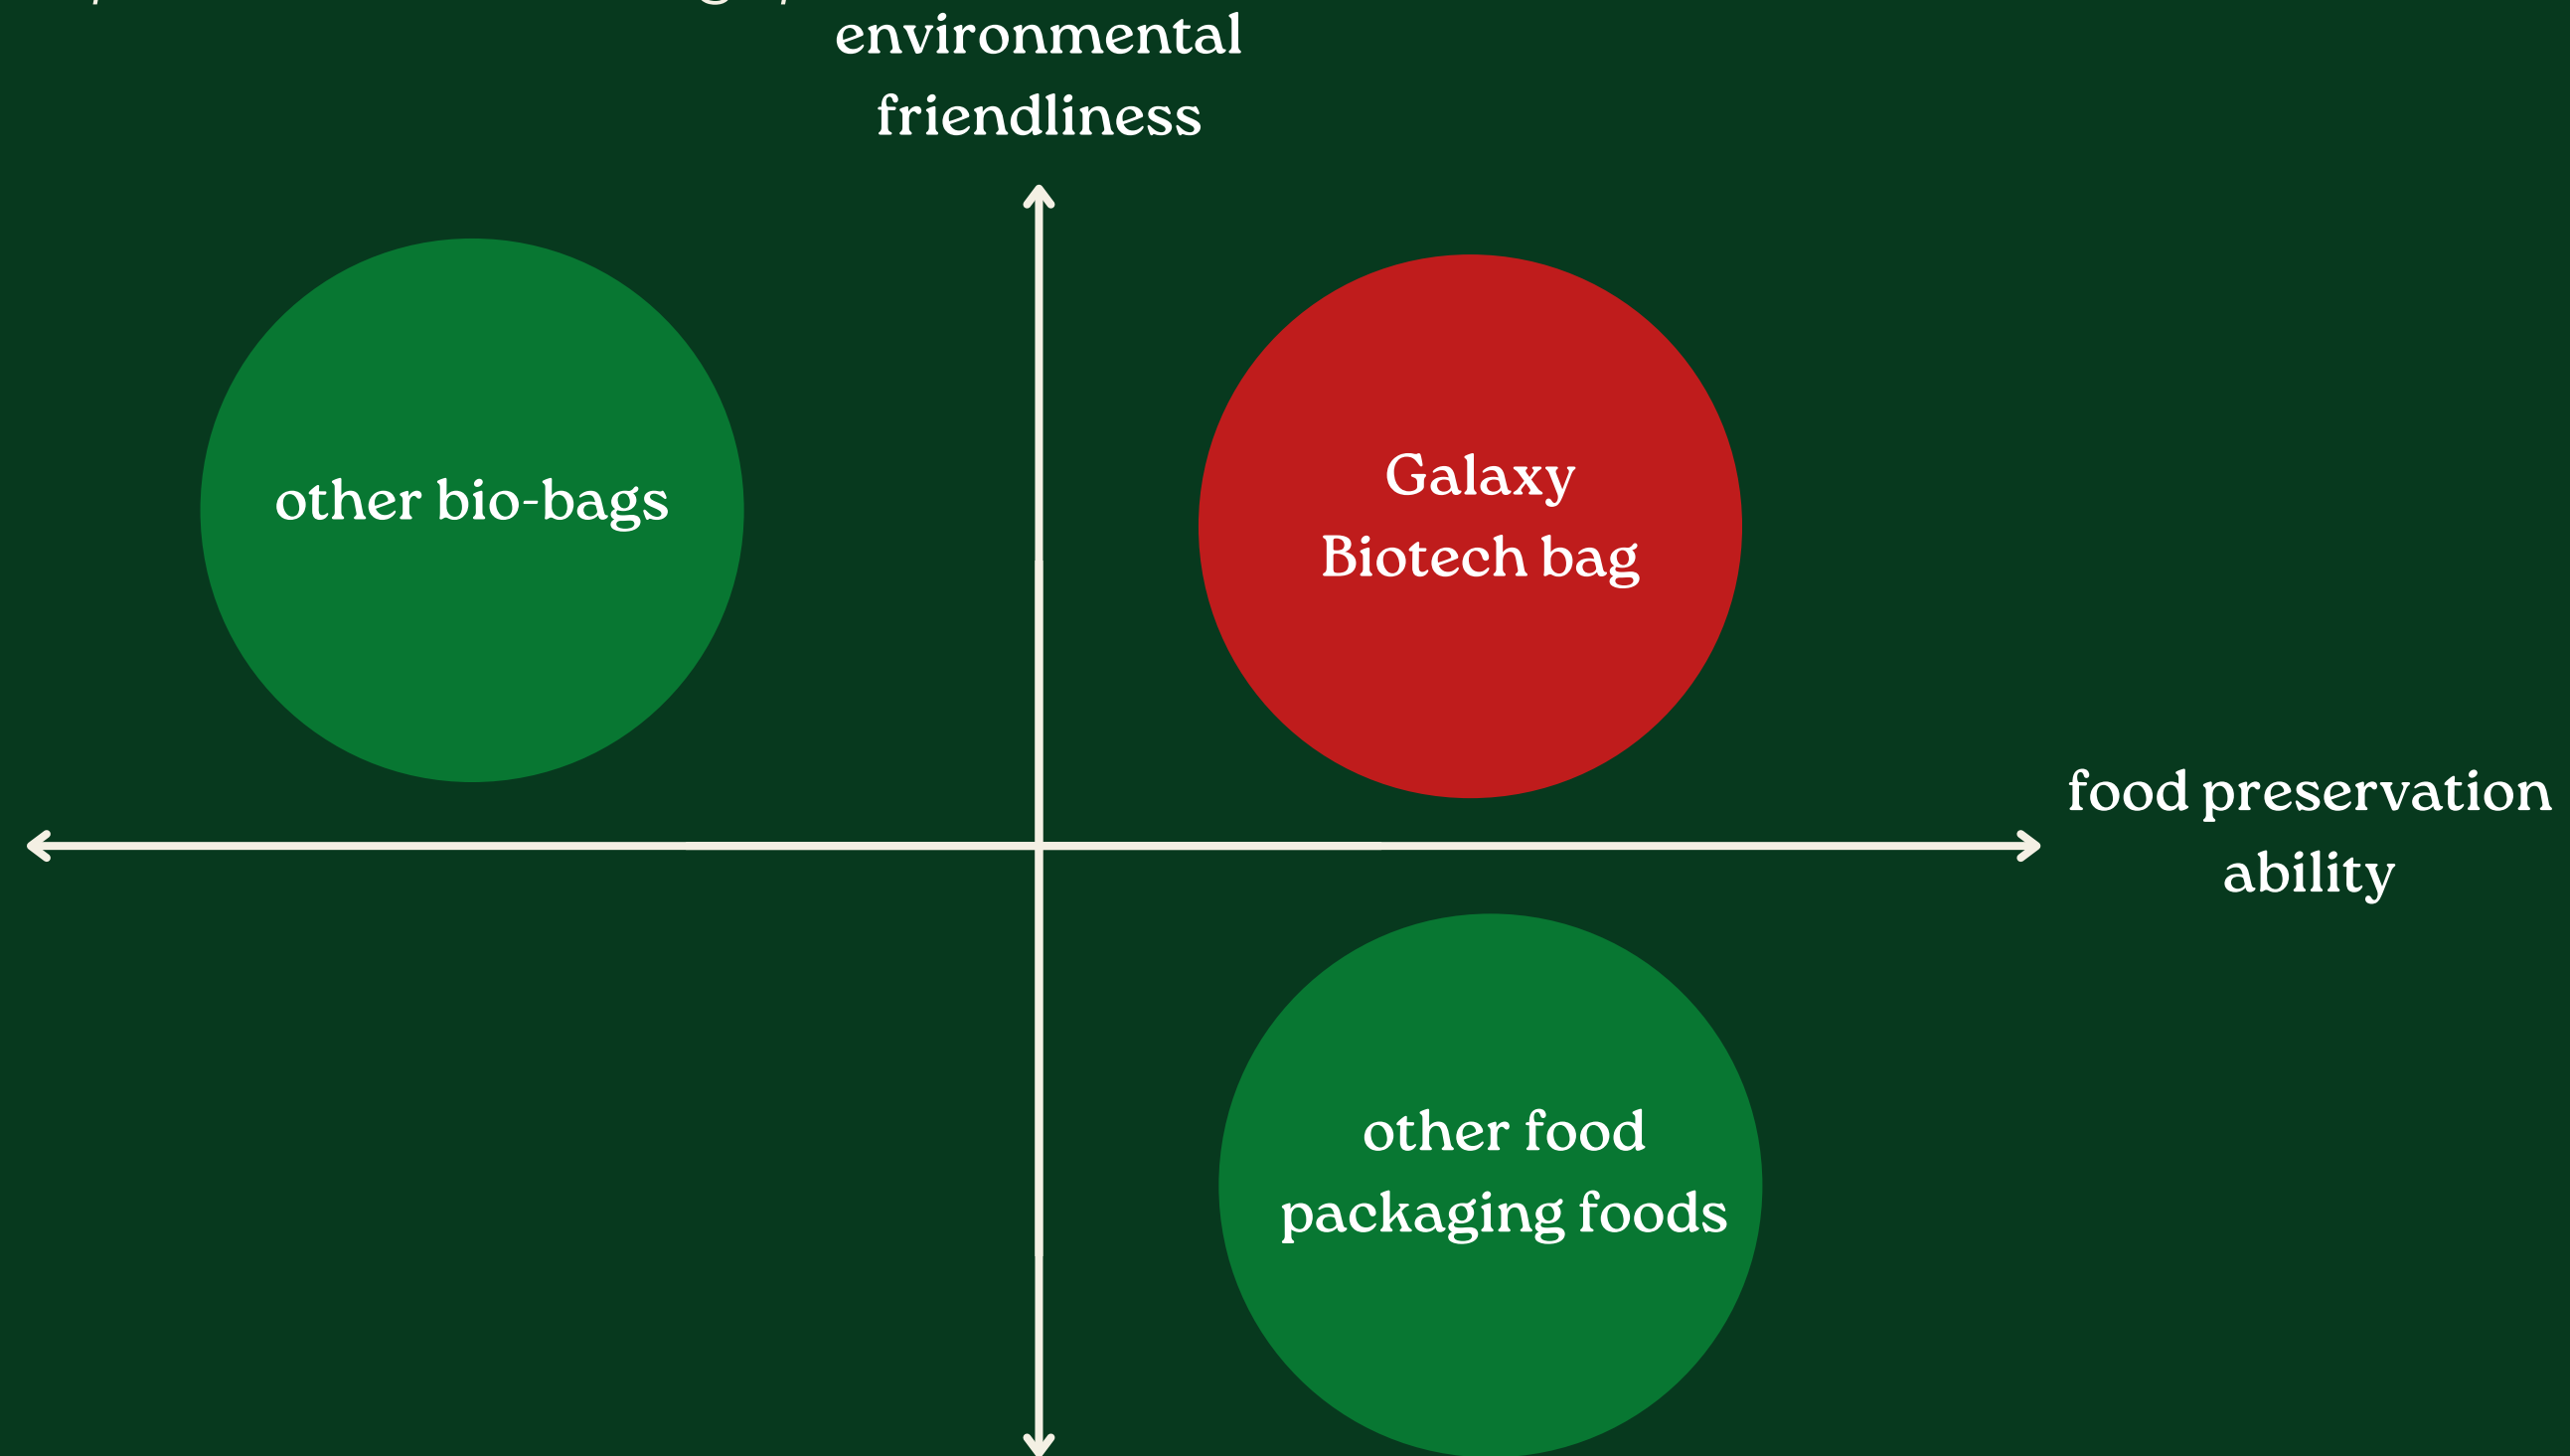 environmental
friendliness
other bio-bags
Galaxy
Biotech bag
food preservation
ability
other food
packaging foods